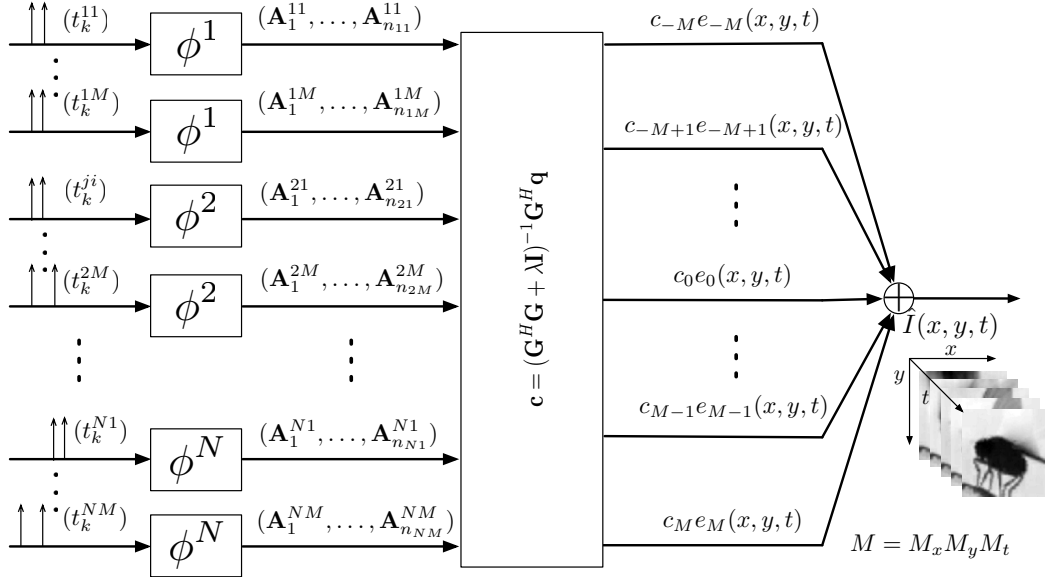 (t_k^{11})
ϕ^1
(𝐀_1^{11}, . . . , 𝐀_{n_{11}}^{11})
(t_k^{1M})
ϕ^1
(𝐀_1^{1M}, . . . , 𝐀_{n_{1M}}^{1M})
(t_k^{ji})
ϕ^2
(𝐀_1^{21}, . . . , 𝐀_{n_{21}}^{21})
(t_k^{2M})
ϕ^2
(𝐀_1^{2M}, . . . , 𝐀_{n_{2M}}^{2M})
(t_k^{N1})
ϕ^N
(𝐀_1^{N1}, . . . , 𝐀_{n_{N1}}^{N1})
(t_k^{NM})
ϕ^N
(𝐀_1^{NM}, . . . , 𝐀_{n_{NM}}^{NM})
𝐜 = (𝐆^H𝐆 + λ𝐈)^{-1}𝐆^H𝐪
c_{-M}e_{-M}(x, y, t)
c_{-M+1}e_{-M+1}(x, y, t)
c_0e_0(x, y, t)
c_{M-1}e_{M-1}(x, y, t)
c_Me_M(x, y, t)
Î(x, y, t)
x
y
t
M = M_xM_yM_t